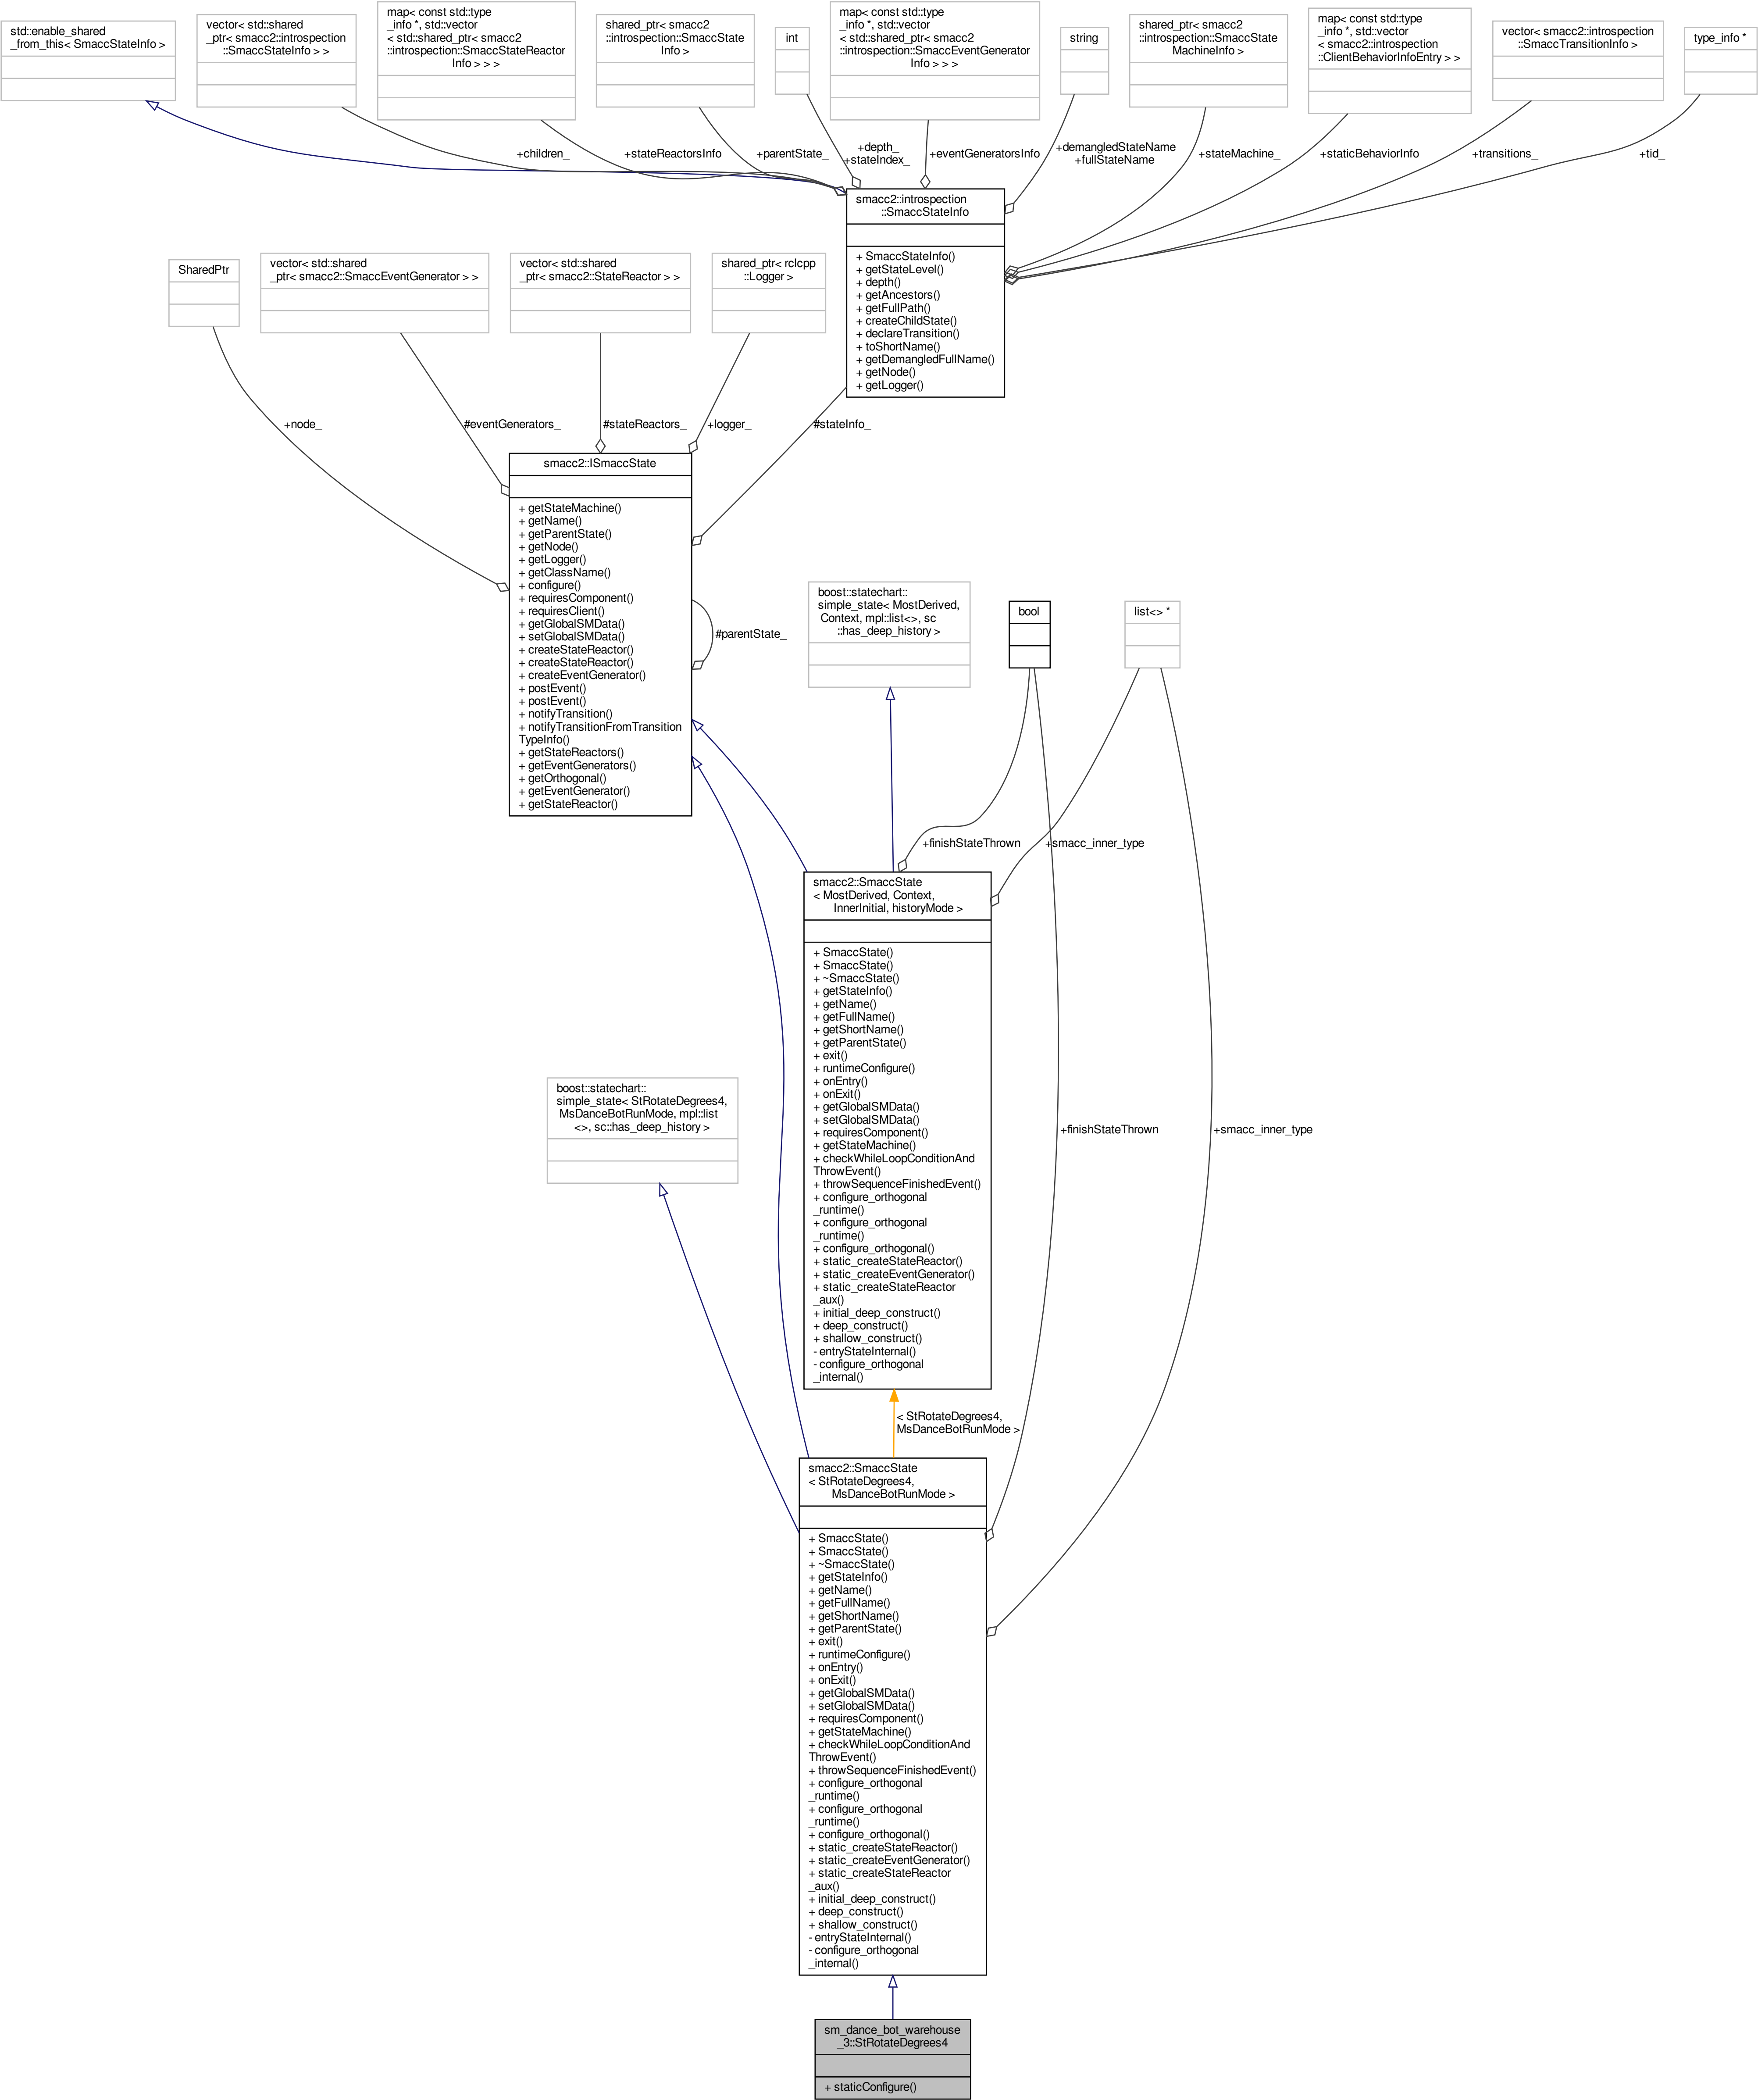 std::enable_shared
_from_this< SmaccStateInfo >
vector< std::shared
_ptr< smacc2::introspection
::SmaccStateInfo > >
map< const std::type
_info *, std::vector
< std::shared_ptr< smacc2
::introspection::SmaccStateReactor
Info > > >
shared_ptr< smacc2
::introspection::SmaccState
Info >
int
map< const std::type
_info *, std::vector
< std::shared_ptr< smacc2
::introspection::SmaccEventGenerator
Info > > >
string
shared_ptr< smacc2
::introspection::SmaccState
MachineInfo >
map< const std::type
_info *, std::vector
< smacc2::introspection
::ClientBehaviorInfoEntry > >
vector< smacc2::introspection
::SmaccTransitionInfo >
type_info *
+children_
+stateReactorsInfo
+parentState_
+depth_
+stateIndex_
+eventGeneratorsInfo
+demangledStateName
+fullStateName
+stateMachine_
+staticBehaviorInfo
+transitions_
+tid_
smacc2::introspection
::SmaccStateInfo
+ SmaccStateInfo()
+ getStateLevel()
+ depth()
+ getAncestors()
+ getFullPath()
+ createChildState()
+ declareTransition()
+ toShortName()
+ getDemangledFullName()
+ getNode()
+ getLogger()
SharedPtr
vector< std::shared
_ptr< smacc2::SmaccEventGenerator > >
vector< std::shared
_ptr< smacc2::StateReactor > >
shared_ptr< rclcpp
::Logger >
+node_
#eventGenerators_
#stateReactors_
+logger_
#stateInfo_
smacc2::ISmaccState
+ getStateMachine()
+ getName()
+ getParentState()
+ getNode()
+ getLogger()
+ getClassName()
+ configure()
+ requiresComponent()
+ requiresClient()
+ getGlobalSMData()
+ setGlobalSMData()
+ createStateReactor()
+ createStateReactor()
+ createEventGenerator()
+ postEvent()
+ postEvent()
+ notifyTransition()
+ notifyTransitionFromTransition
TypeInfo()
+ getStateReactors()
+ getEventGenerators()
+ getOrthogonal()
+ getEventGenerator()
+ getStateReactor()
#parentState_
boost::statechart::
simple_state< MostDerived,
Context, mpl::list<>, sc
::has_deep_history >
bool
list<> *
+finishStateThrown
+smacc_inner_type
smacc2::SmaccState
< MostDerived, Context,
InnerInitial, historyMode >
+ SmaccState()
+ SmaccState()
+ ~SmaccState()
+ getStateInfo()
+ getName()
+ getFullName()
+ getShortName()
+ getParentState()
+ exit()
+ runtimeConfigure()
+ onEntry()
+ onExit()
+ getGlobalSMData()
+ setGlobalSMData()
+ requiresComponent()
+ getStateMachine()
+ checkWhileLoopConditionAnd
ThrowEvent()
+ throwSequenceFinishedEvent()
+ configure_orthogonal
_runtime()
+ configure_orthogonal
_runtime()
+ configure_orthogonal()
+ static_createStateReactor()
+ static_createEventGenerator()
+ static_createStateReactor
_aux()
+ initial_deep_construct()
+ deep_construct()
+ shallow_construct()
- entryStateInternal()
- configure_orthogonal
_internal()
boost::statechart::
simple_state< StRotateDegrees4,
MsDanceBotRunMode, mpl::list
<>, sc::has_deep_history >
+finishStateThrown
+smacc_inner_type
< StRotateDegrees4,
MsDanceBotRunMode >
smacc2::SmaccState
< StRotateDegrees4,
MsDanceBotRunMode >
+ SmaccState()
+ SmaccState()
+ ~SmaccState()
+ getStateInfo()
+ getName()
+ getFullName()
+ getShortName()
+ getParentState()
+ exit()
+ runtimeConfigure()
+ onEntry()
+ onExit()
+ getGlobalSMData()
+ setGlobalSMData()
+ requiresComponent()
+ getStateMachine()
+ checkWhileLoopConditionAnd
ThrowEvent()
+ throwSequenceFinishedEvent()
+ configure_orthogonal
_runtime()
+ configure_orthogonal
_runtime()
+ configure_orthogonal()
+ static_createStateReactor()
+ static_createEventGenerator()
+ static_createStateReactor
_aux()
+ initial_deep_construct()
+ deep_construct()
+ shallow_construct()
- entryStateInternal()
- configure_orthogonal
_internal()
sm_dance_bot_warehouse
_3::StRotateDegrees4
+ staticConfigure()